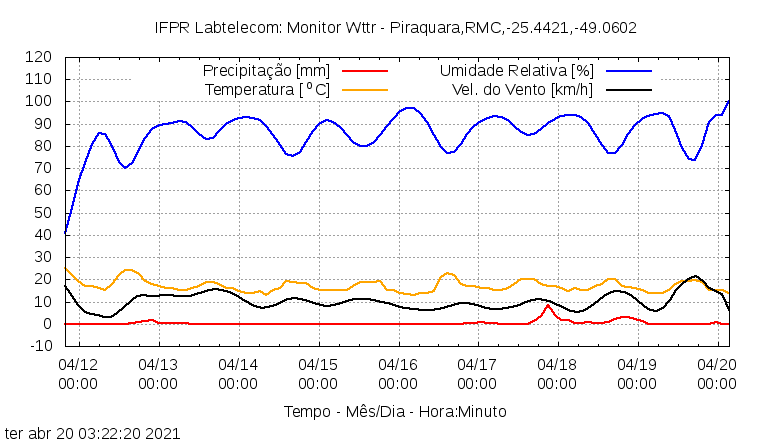 IFPR Labtelecom: Monitor Wttr - Piraquara,RMC,-25.4421,-49.0602
Precipitação [mm]
Temperatura [⁰C]
Umidade Relativa [%]
Vel. do Vento [km/h]
120
110
100
90
80
70
60
50
40
30
20
10
0
-10
04/12 04/13 04/14 04/15 04/16 04/17 04/18 04/19 04/20
00:00 00:00 00:00 00:00 00:00 00:00 00:00 00:00 00:00
Tempo - Mês/Dia - Hora:Minuto
ter abr 20 03:22:20 2021